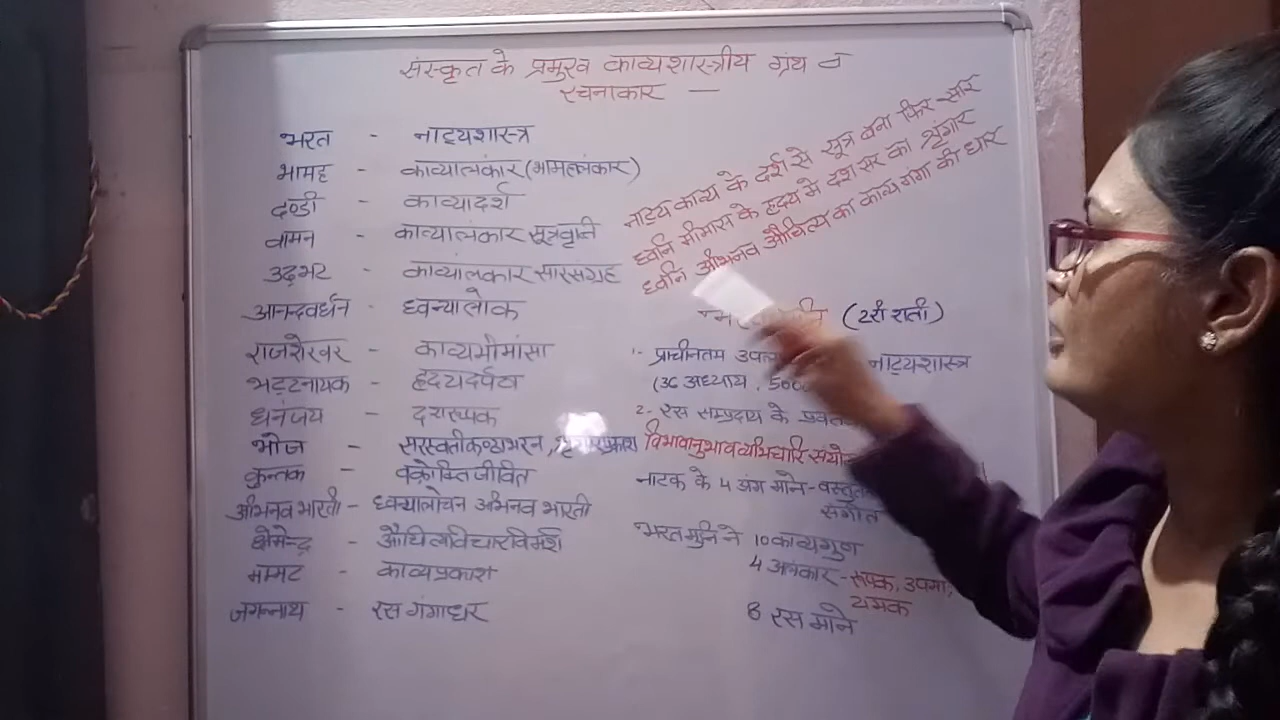 संस्कृत के प्रमुख काव्यशास्त्रीय ग्रंथ व
रचनाकार —
भरत - नाट्यशास्त्र
भामह - काव्यालंकार (भामहलंकार)
दण्डी - काव्यादर्श
वामन - काव्यालंकार सूत्रवृति
उद्भट - काव्यांलकार सारसंग्रह
आनन्दवर्धन - ध्वन्यालोक
राजशेखर - काव्यमीमांसा
भट्टनायक - हृदयदर्पण
धनंजय - दशरूपक
भोज - सरस्वतीकण्ठाभरन, श्रृंगारप्रकाश
कुन्तक - वक्रोक्तिजीवित
अभिनव भारती - ध्वन्यालोचन अभिनव भारती
क्षेमेन्द्र - औचित्यविचारविमर्श
मम्मट - काव्यप्रकाश
जगन्नाथ - रस गंगाधर
नाट्य काव्य के दर्श से सूत्र बना फिर सार
ध्वनि मीमांस के हृदय में दश सर का श्रृंगार
ध्वनि अभिनव औचित्य का काव्य गंगा की धार
(2री शती)
1- प्राचीनतम नाट्यशास्त्र
(36 अध्याय,
2- रस सम्प्रदाय के
विभावानुभावव्यभिचारि
नाटक के 4 अंग माने -
संगीत
भरतमुनि ने 10 काव्यगुण
4 अलंकार - रूपक, उपमा,
यमक
8 रस माने